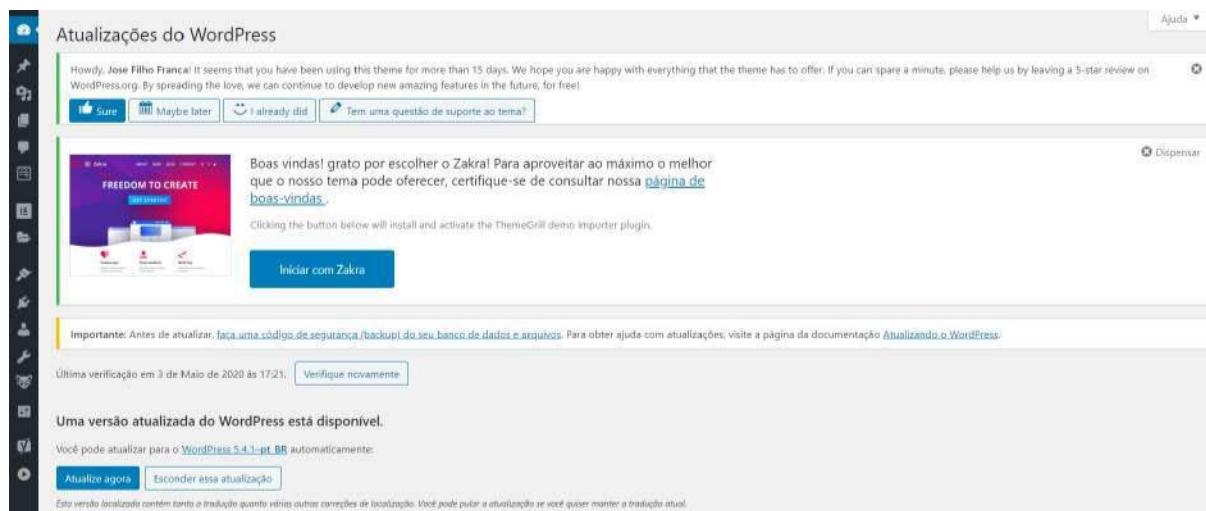 Ajuda
Atualizações do WordPress
Howdy, Jose Filho Franca! It seems that you have been using this theme for more than 15 days. We hope you are happy with everything that the theme has to offer. If you can spare a minute, please help us by leaving a 5-star review on
WordPress.org. By spreading the love, we can continue to develop new amazing features in the future, for free!
Sure Maybe later I already did Tem uma questão de suporte ao tema?
Boas vindas! grato por escolher o Zakra! Para aproveitar ao máximo o melhor
que o nosso tema pode oferecer, certifique-se de consultar nossa página de
boas-vindas .
Dispensar
FREEDOM TO CREATE
Clicking the button below will install and activate the ThemeGrill demo importer plugin.
Iniciar com Zakra
Importante: Antes de atualizar, faça uma código de segurança (backup) do seu banco de dados e arquivos. Para obter ajuda com atualizações, visite a página da documentação Atualizando o WordPress.
Última verificação em 3 de Maio de 2020 às 17:21. Verifique novamente
Uma versão atualizada do WordPress está disponível.
Você pode atualizar para o WordPress 5.4.1–pt_BR automaticamente:
Atualize agora Esconder essa atualização
Esta versão localizada contém tanto a tradução quanto várias outras correções de localização. Você pode pular a atualização se você quiser manter a tradução atual.